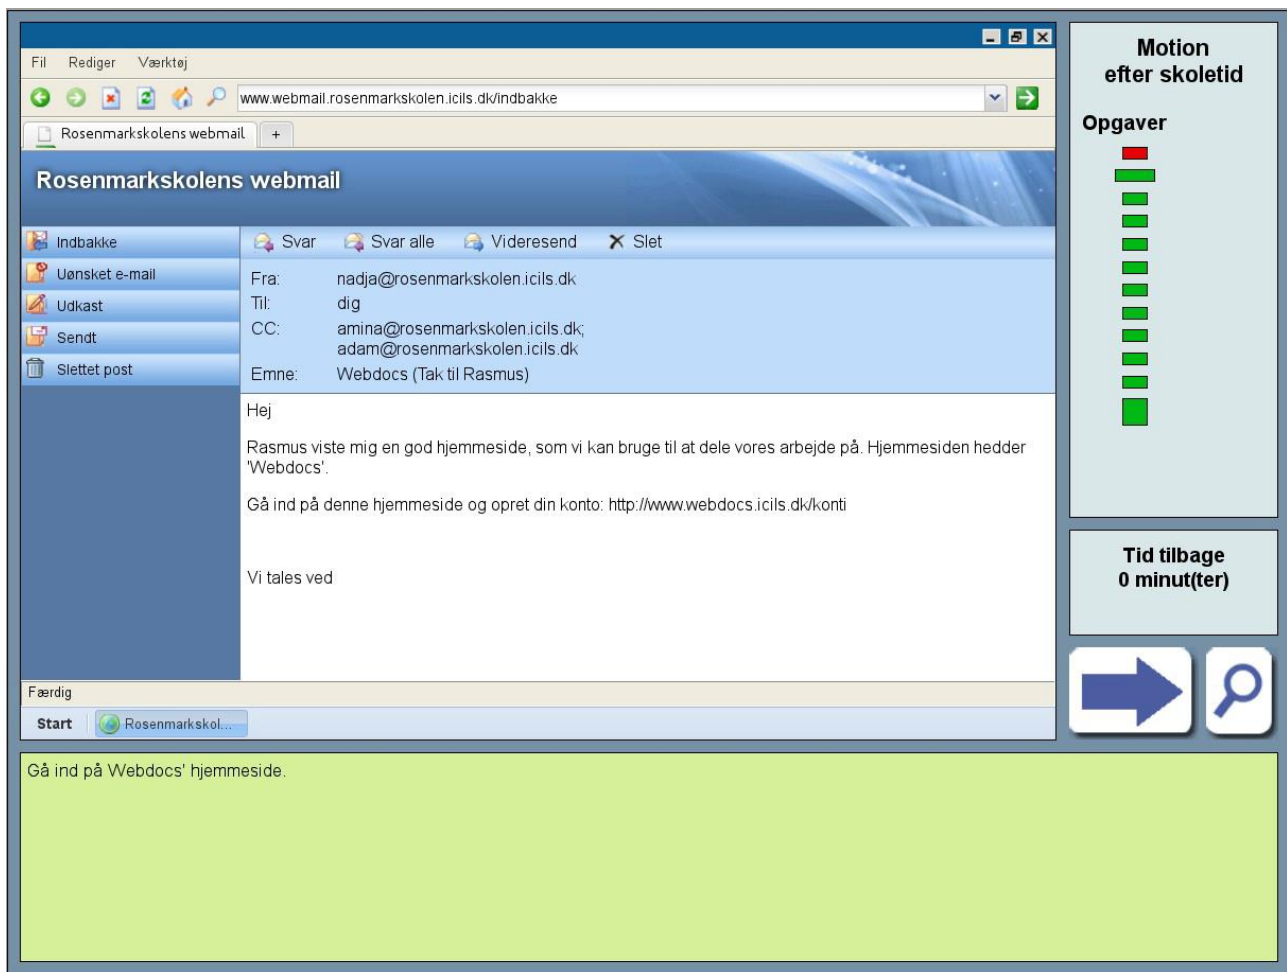 Fil Rediger Værktøj
www.webmail.rosenmarkskolen.icils.dk/indbakke
Rosenmarkskolens webmail +
Rosenmarkskolens webmail
Indbakke
Uønsket e-mail
Udkast
Sendt
Slettet post
Svar Svar alle Videresend Slet
Fra: nadja@rosenmarkskolen.icils.dk
Til: dig
CC: amina@rosenmarkskolen.icils.dk;
adam@rosenmarkskolen.icils.dk
Emne: Webdocs (Tak til Rasmus)
Hej
Rasmus viste mig en god hjemmeside, som vi kan bruge til at dele vores arbejde på. Hjemmesiden hedder
'Webdocs'.
Gå ind på denne hjemmeside og opret din konto: http://www.webdocs.icils.dk/konti
Vi tales ved
Færdig
Start Rosenmarkskol...
Motion
efter skoletid
Opgaver
Tid tilbage
0 minut(ter)
Gå ind på Webdocs' hjemmeside.